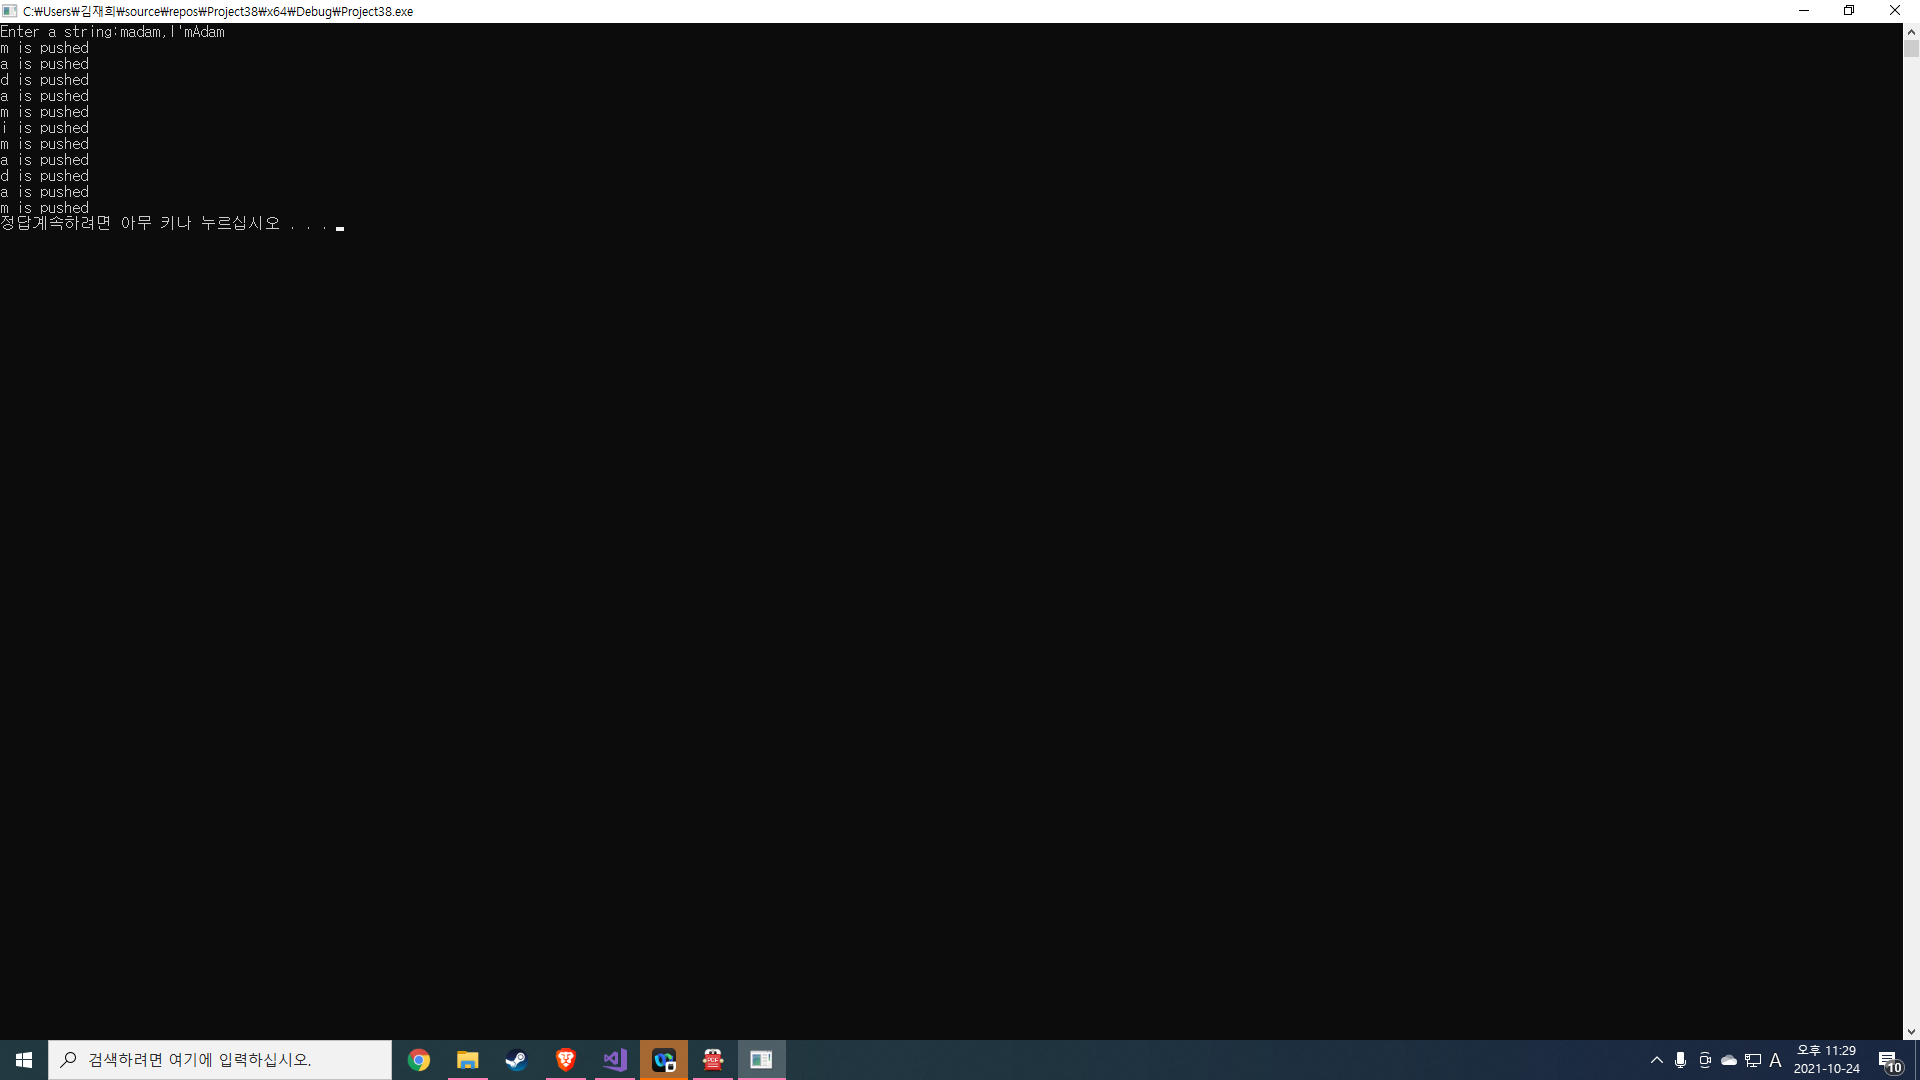 C:\Users\김재희\source\repos\Project38\x64\Debug\Project38.exe
Enter a string:madam,I'mAdam
m is pushed
a is pushed
d is pushed
a is pushed
m is pushed
i is pushed
m is pushed
a is pushed
d is pushed
a is pushed
m is pushed
정답계속하려면 아무 키나 누르십시오 . . .
검색하려면 여기에 입력하십시오.
PDF
A
오후 11:29
2021-10-24
10